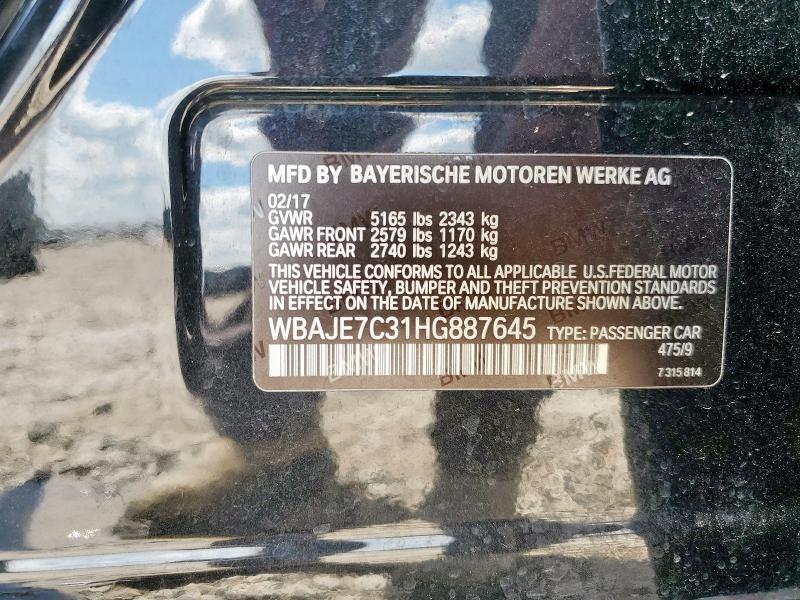 MFD BY BAYERISCHE MOTOREN WERKE AG
02/17
GVWR 5165 lbs 2343 kg
GAWR FRONT 2579 lbs 1170 kg
GAWR REAR 2740 lbs 1243 kg
THIS VEHICLE CONFORMS TO ALL APPLICABLE U.S.FEDERAL MOTOR
VEHICLE SAFETY, BUMPER AND THEFT PREVENTION STANDARDS
IN EFFECT ON THE DATE OF MANUFACTURE SHOWN ABOVE.
WBAJE7C31HG887645 TYPE: PASSENGER CAR
475/9
7 315 814